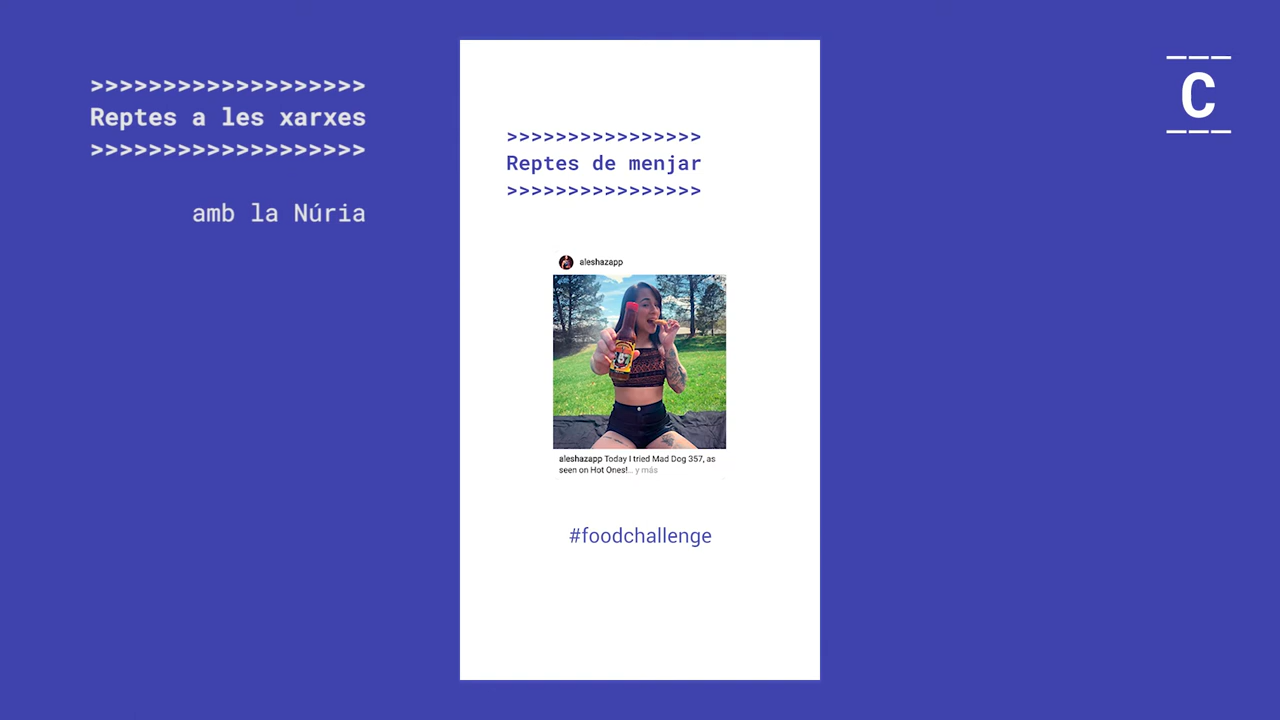 >>>>>>>>>>>>>>>>>>>
Reptes a les xarxes
>>>>>>>>>>>>>>>>>>>
amb la Núria
C
>>>>>>>>>>>>>>>>
Reptes de menjar
>>>>>>>>>>>>>>>>
aleshazapp
357
aleshazapp Today I tried Mad Dog 357, as
seen on Hot Ones!... y más
#foodchallenge